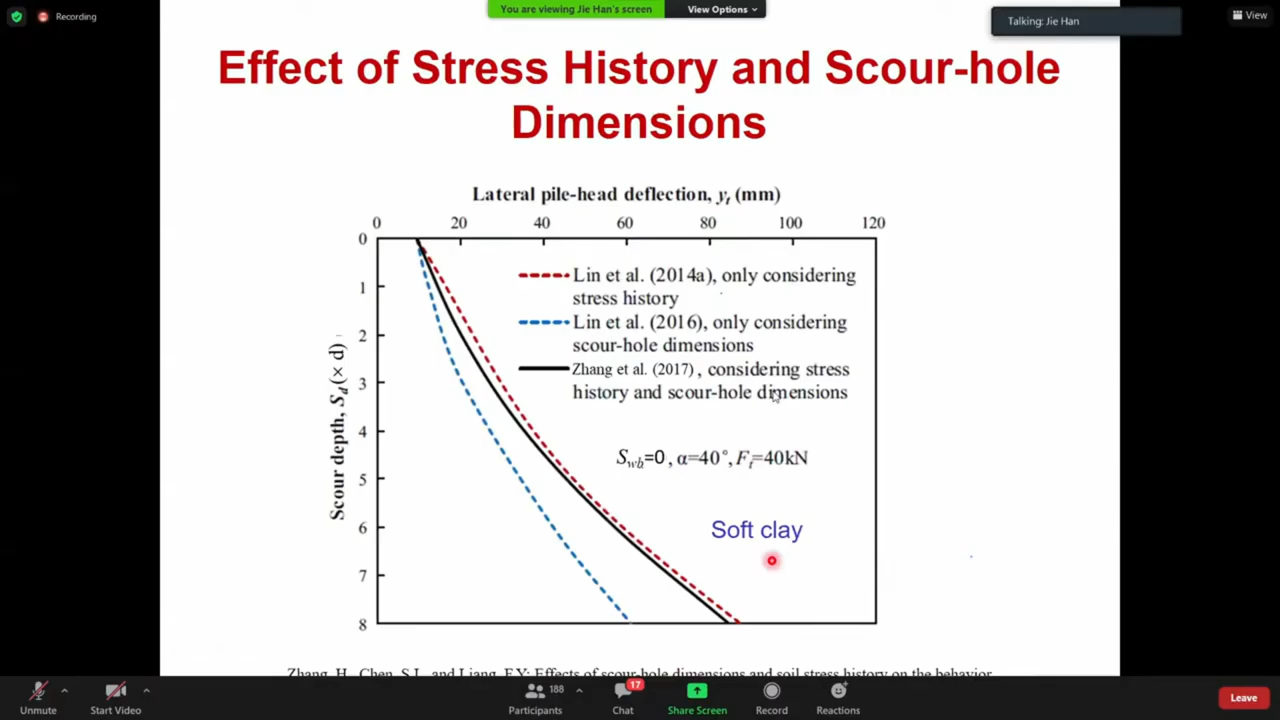 Recording
You are viewing Jie Han's screen
View Options
Talking: Jie Han
View
Effect of Stress History and Scour-hole
Dimensions
Lateral pile-head deflection, yt (mm)
0 20 40 60 80 100 120
0
1
2
3
4
5
6
7
8
Scour depth, Sd (× d)
Lin et al. (2014a), only considering
stress history
Lin et al. (2016), only considering
scour-hole dimensions
Zhang et al. (2017), considering stress
history and scour-hole dimensions
Swb=0, α=40°, Ft=40kN
Soft clay
Zhang, H., Chen, S.L., and Liang, F.Y: Effects of scour-hole dimensions and soil stress history on the behavior
Unmute
Start Video
188
Participants
17
Chat
Share Screen
Record
Reactions
Leave